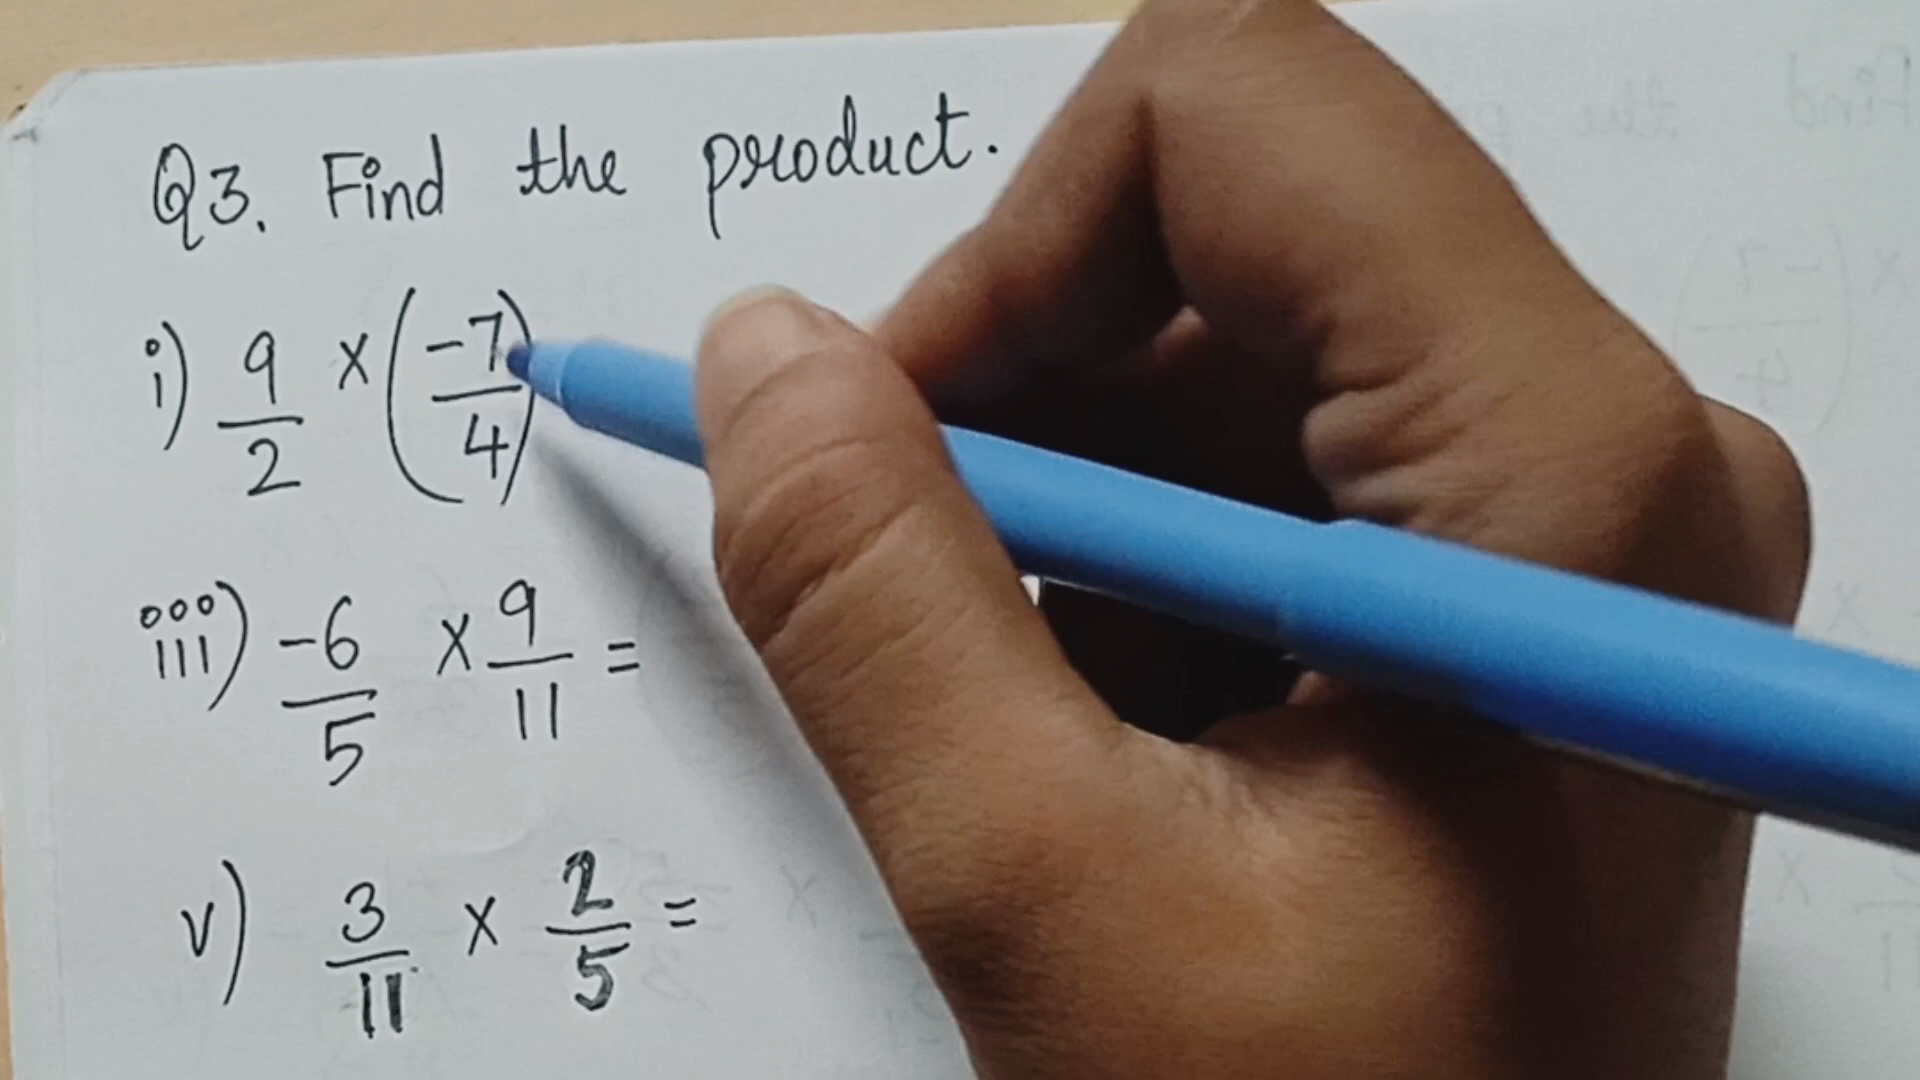 Q3. Find the product.
i) 9/2 × (-7/4)
iii) -6/5 × 9/11 =
v) 3/11 × 2/5 =